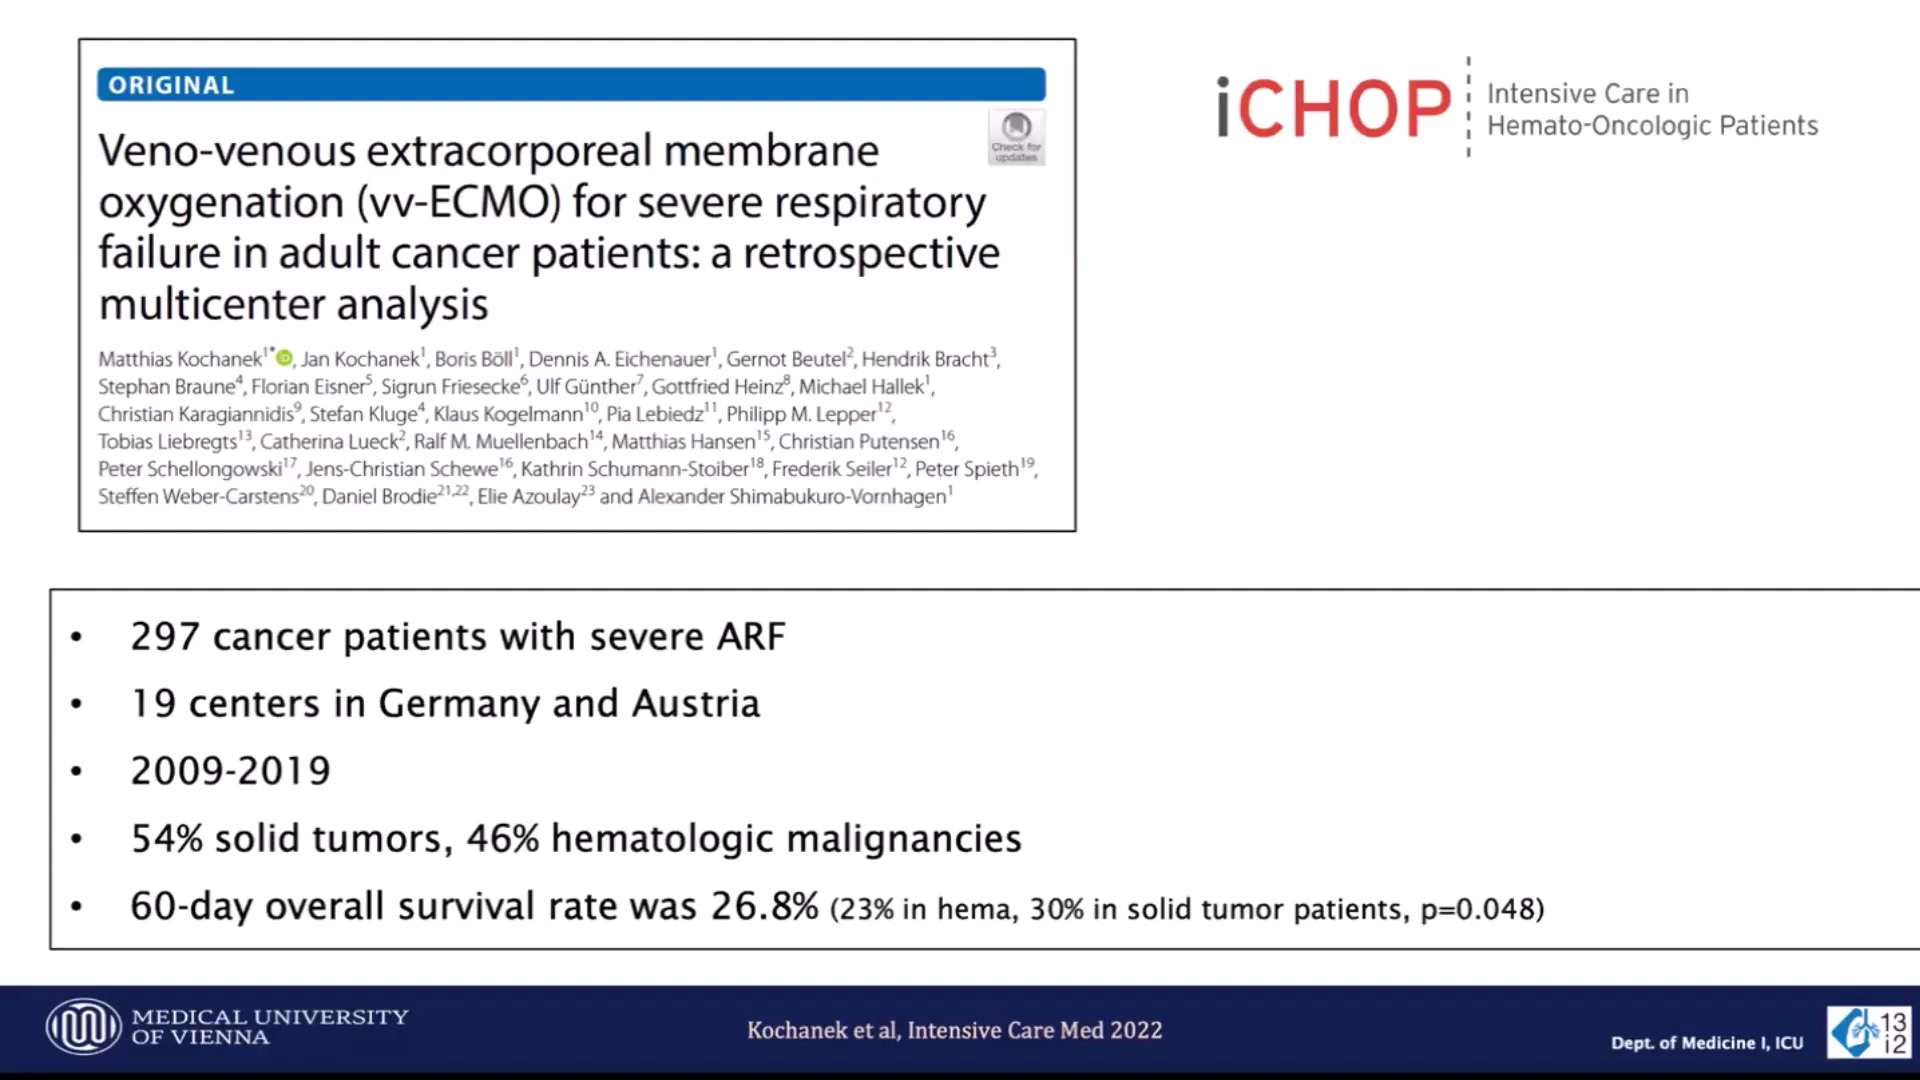 ORIGINAL
Veno-venous extracorporeal membrane
oxygenation (vv-ECMO) for severe respiratory
failure in adult cancer patients: a retrospective
multicenter analysis
Check for
updates
Matthias Kochanek1*, Jan Kochanek1, Boris Böll1, Dennis A. Eichenauer1, Gernot Beutel2, Hendrik Bracht3,
Stephan Braune4, Florian Eisner5, Sigrun Friesecke6, Ulf Günther7, Gottfried Heinz8, Michael Hallek1,
Christian Karagiannidis9, Stefan Kluge4, Klaus Kogelmann10, Pia Lebiedz11, Philipp M. Lepper12,
Tobias Liebregts13, Catherina Lueck2, Ralf M. Muellenbach14, Matthias Hansen15, Christian Putensen16,
Peter Schellongowski17, Jens-Christian Schewe16, Kathrin Schumann-Stoiber18, Frederik Seiler12, Peter Spieth19,
Steffen Weber-Carstens20, Daniel Brodie21,22, Elie Azoulay23 and Alexander Shimabukuro-Vornhagen1
iCHOP
Intensive Care in
Hemato-Oncologic Patients
• 297 cancer patients with severe ARF
• 19 centers in Germany and Austria
• 2009-2019
• 54% solid tumors, 46% hematologic malignancies
• 60-day overall survival rate was 26.8% (23% in hema, 30% in solid tumor patients, p=0.048)
MEDICAL UNIVERSITY
OF VIENNA
Kochanek et al, Intensive Care Med 2022
Dept. of Medicine I, ICU
13
i2